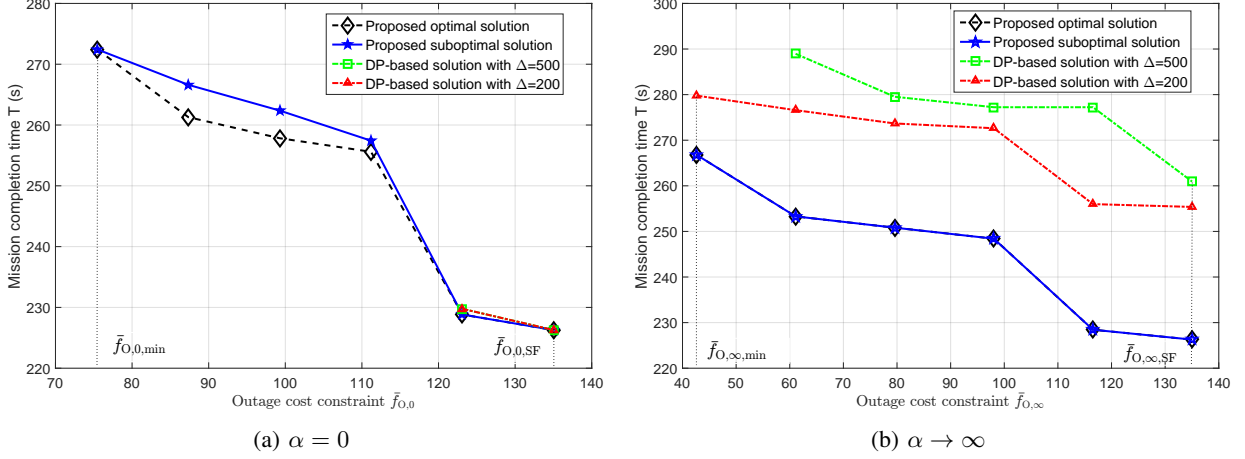 Proposed optimal solution
Proposed suboptimal solution
DP-based solution with Δ=500
DP-based solution with Δ=200
280
270
260
250
240
230
220
Mission completion time T (s)
f̄O,0,min
f̄O,0,SF
70 80 90 100 110 120 130 140
Outage cost constraint f̄O,0
(a) α = 0
Proposed optimal solution
Proposed suboptimal solution
DP-based solution with Δ=500
DP-based solution with Δ=200
300
290
280
270
260
250
240
230
220
Mission completion time T (s)
f̄O,∞,min
f̄O,∞,SF
40 50 60 70 80 90 100 110 120 130 140
Outage cost constraint f̄O,∞
(b) α → ∞